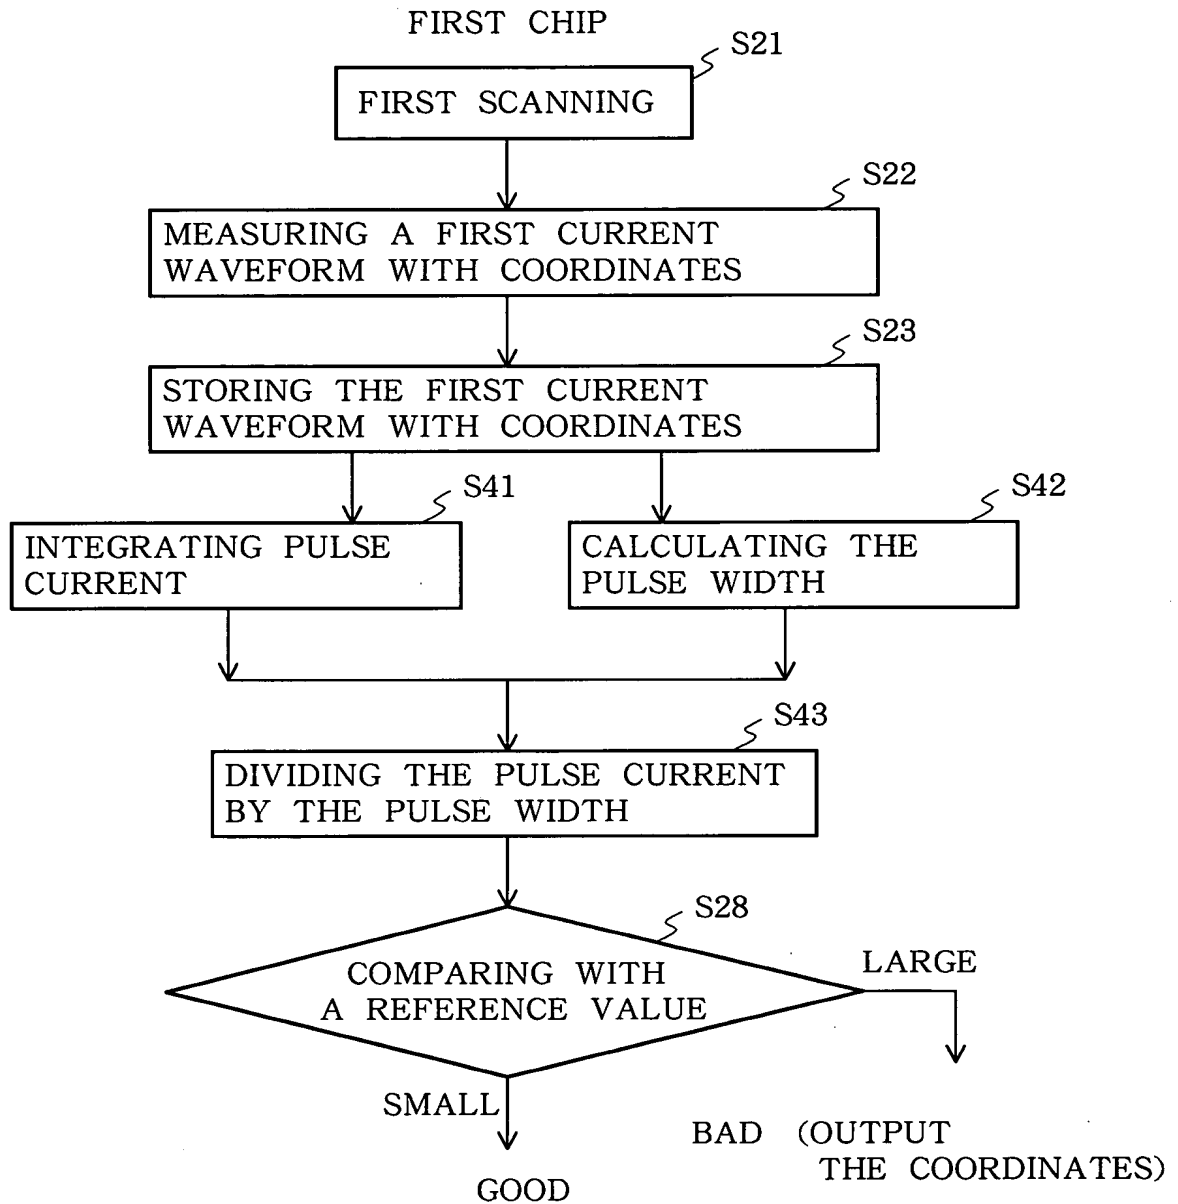 FIRST CHIP
S21
FIRST SCANNING
S22
MEASURING A FIRST CURRENT
WAVEFORM WITH COORDINATES
S23
STORING THE FIRST CURRENT
WAVEFORM WITH COORDINATES
S41
INTEGRATING PULSE
CURRENT
S42
CALCULATING THE
PULSE WIDTH
S43
DIVIDING THE PULSE CURRENT
BY THE PULSE WIDTH
S28
COMPARING WITH
A REFERENCE VALUE
LARGE
SMALL
BAD (OUTPUT
THE COORDINATES)
GOOD